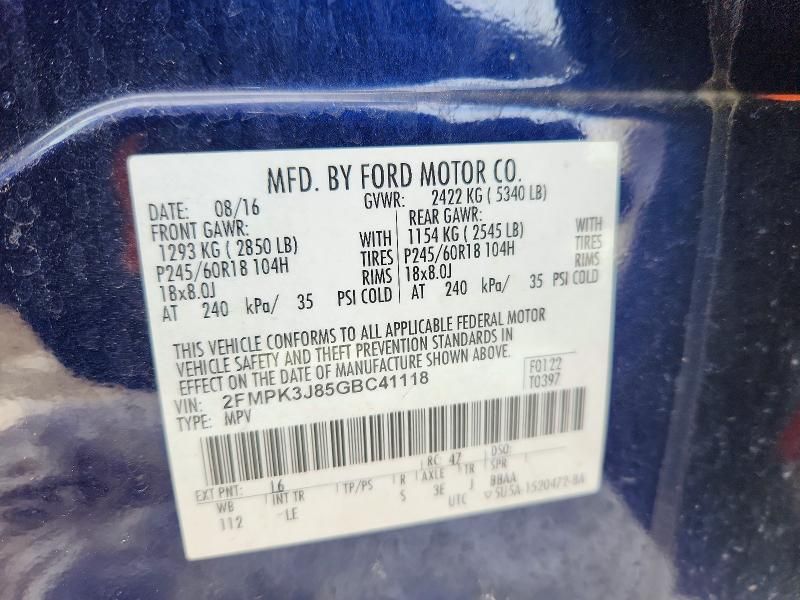 MFD. BY FORD MOTOR CO.
DATE: 08/16 GVWR: 2422 KG ( 5340 LB)
FRONT GAWR: REAR GAWR:
1293 KG ( 2850 LB) WITH 1154 KG ( 2545 LB) WITH
P245/60R18 104H TIRES P245/60R18 104H TIRES
18x8.0J RIMS 18x8.0J RIMS
AT 240 kPa/ 35 PSI COLD AT 240 kPa/ 35 PSI COLD
THIS VEHICLE CONFORMS TO ALL APPLICABLE FEDERAL MOTOR
VEHICLE SAFETY AND THEFT PREVENTION STANDARDS IN
EFFECT ON THE DATE OF MANUFACTURE SHOWN ABOVE.
VIN: 2FMPK3J85GBC41118 F0122
TYPE: MPV T0397
EXT PNT: L6 RC: 47 DSO:
WB INT TR TP/PS R AXLE TR SPR
112 LE S 3E J BBAA
UTC ▽5U5A-1520472-BA